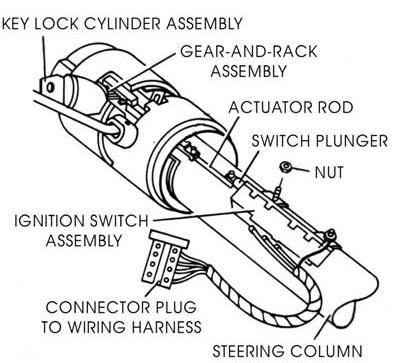 KEY LOCK CYLINDER ASSEMBLY
GEAR-AND-RACK
ASSEMBLY
ACTUATOR ROD
SWITCH PLUNGER
NUT
IGNITION SWITCH
ASSEMBLY
CONNECTOR PLUG
TO WIRING HARNESS
STEERING COLUMN